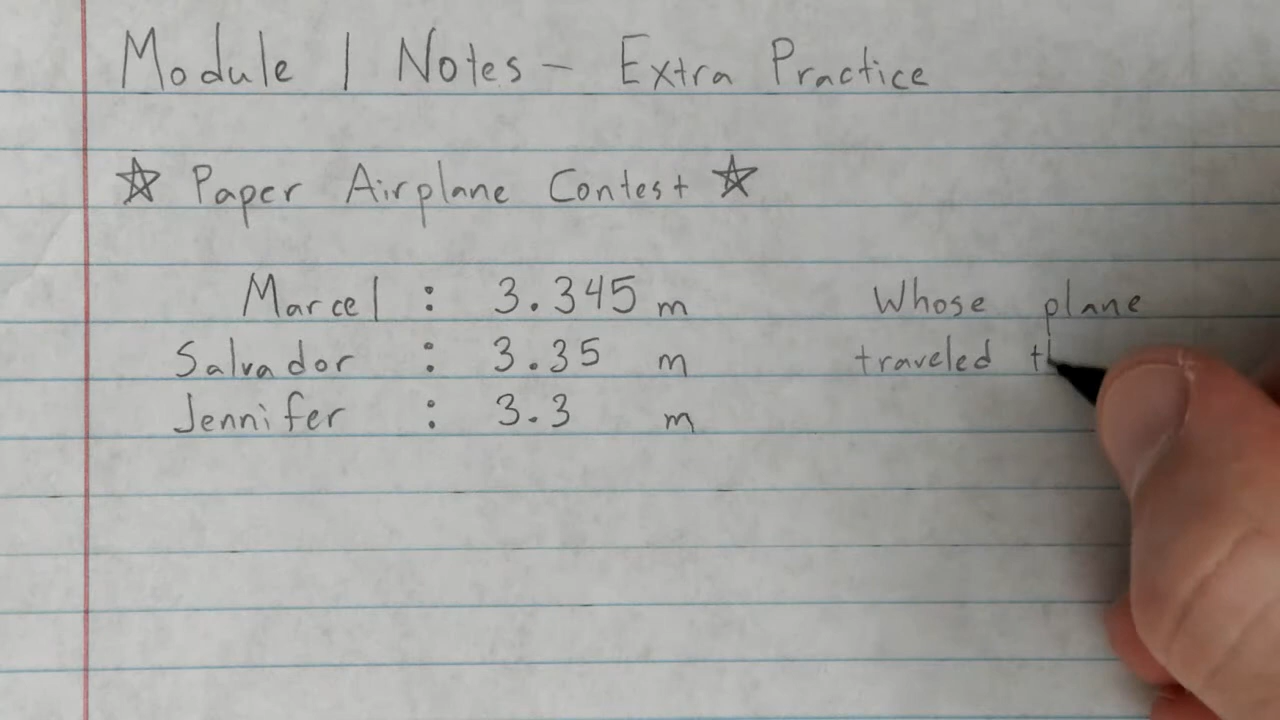 Module 1 Notes - Extra Practice
☆ Paper Airplane Contest ☆
Marcel : 3.345 m
Salvador : 3.35 m
Jennifer : 3.3 m
Whose plane
traveled th